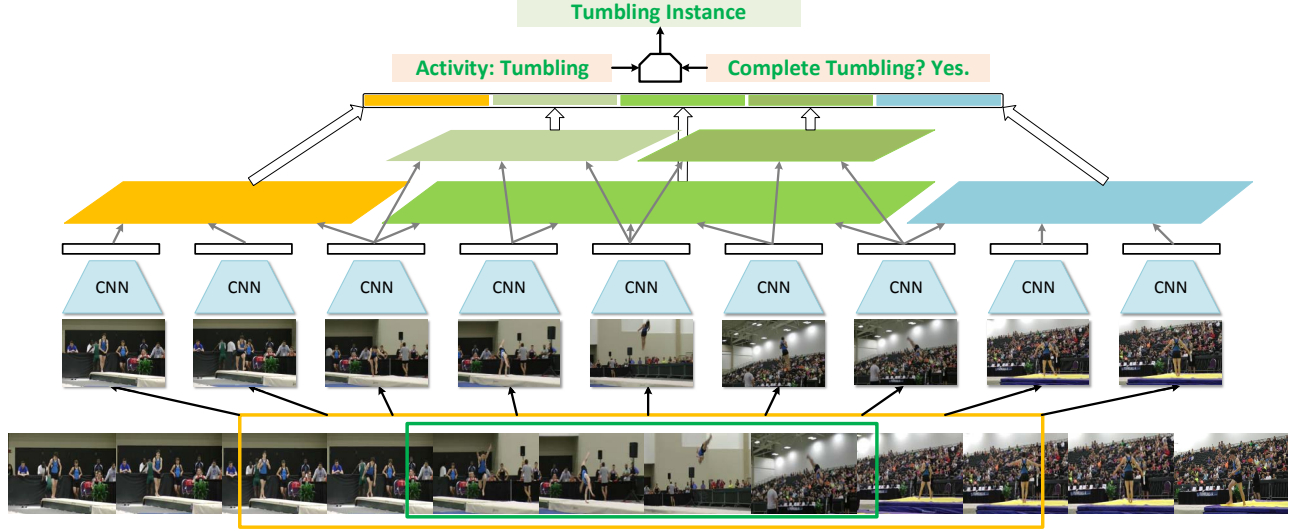 Tumbling Instance
Activity: Tumbling
Complete Tumbling? Yes.
CNN
CNN
CNN
CNN
CNN
CNN
CNN
CNN
CNN